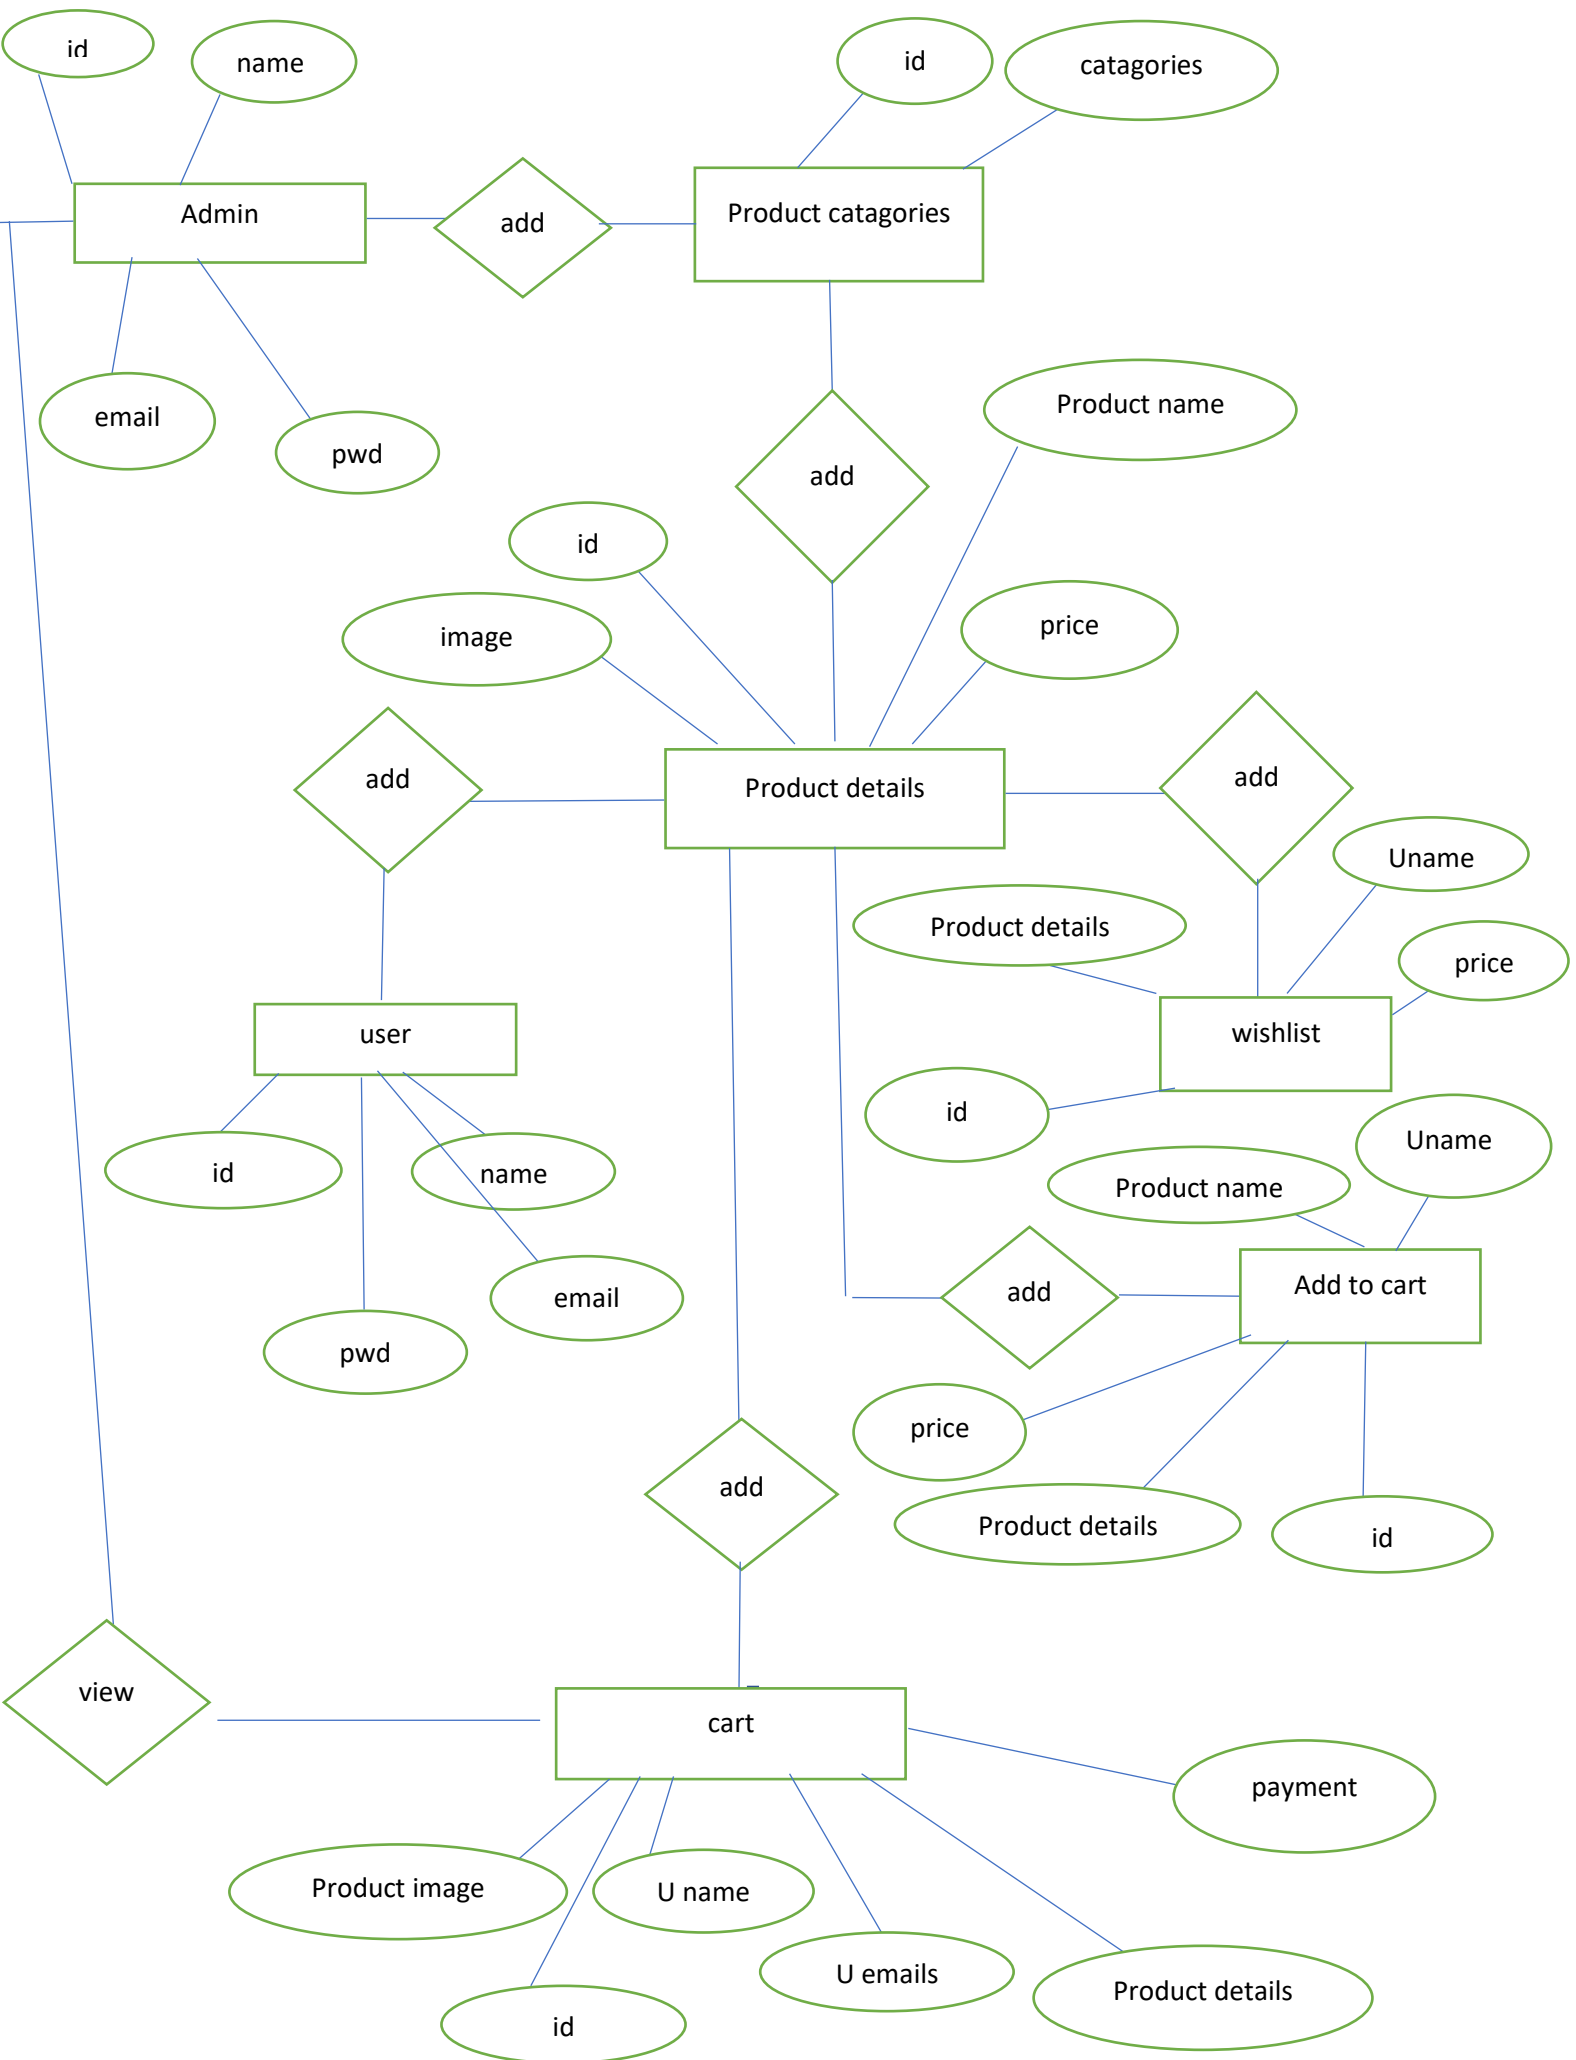 id
name
id
catagories
Admin
add
Product catagories
email
pwd
Product name
add
id
image
price
add
Product details
add
Uname
Product details
price
user
wishlist
id
id
name
Uname
Product name
email
add
Add to cart
pwd
price
add
Product details
id
view
cart
payment
Product image
U name
U emails
Product details
id